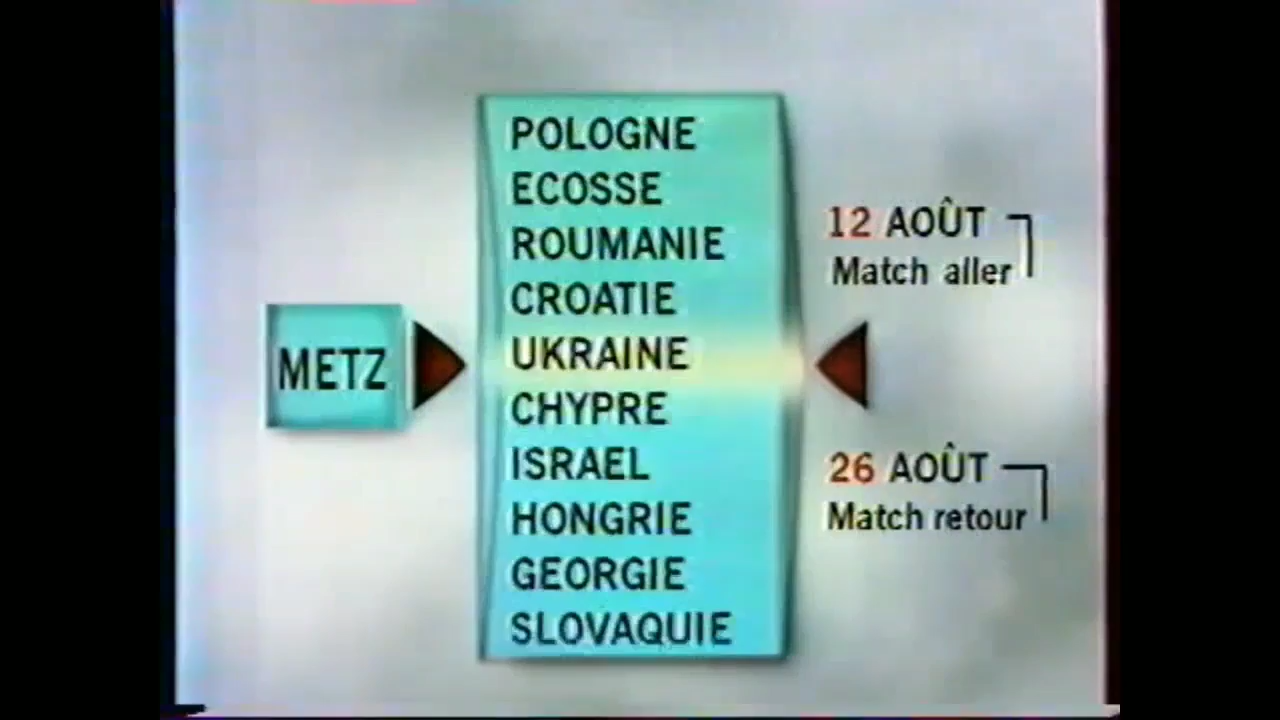 METZ
POLOGNE
ECOSSE
ROUMANIE
CROATIE
UKRAINE
CHYPRE
ISRAEL
HONGRIE
GEORGIE
SLOVAQUIE
12 AOÛT
Match aller
26 AOÛT
Match retour